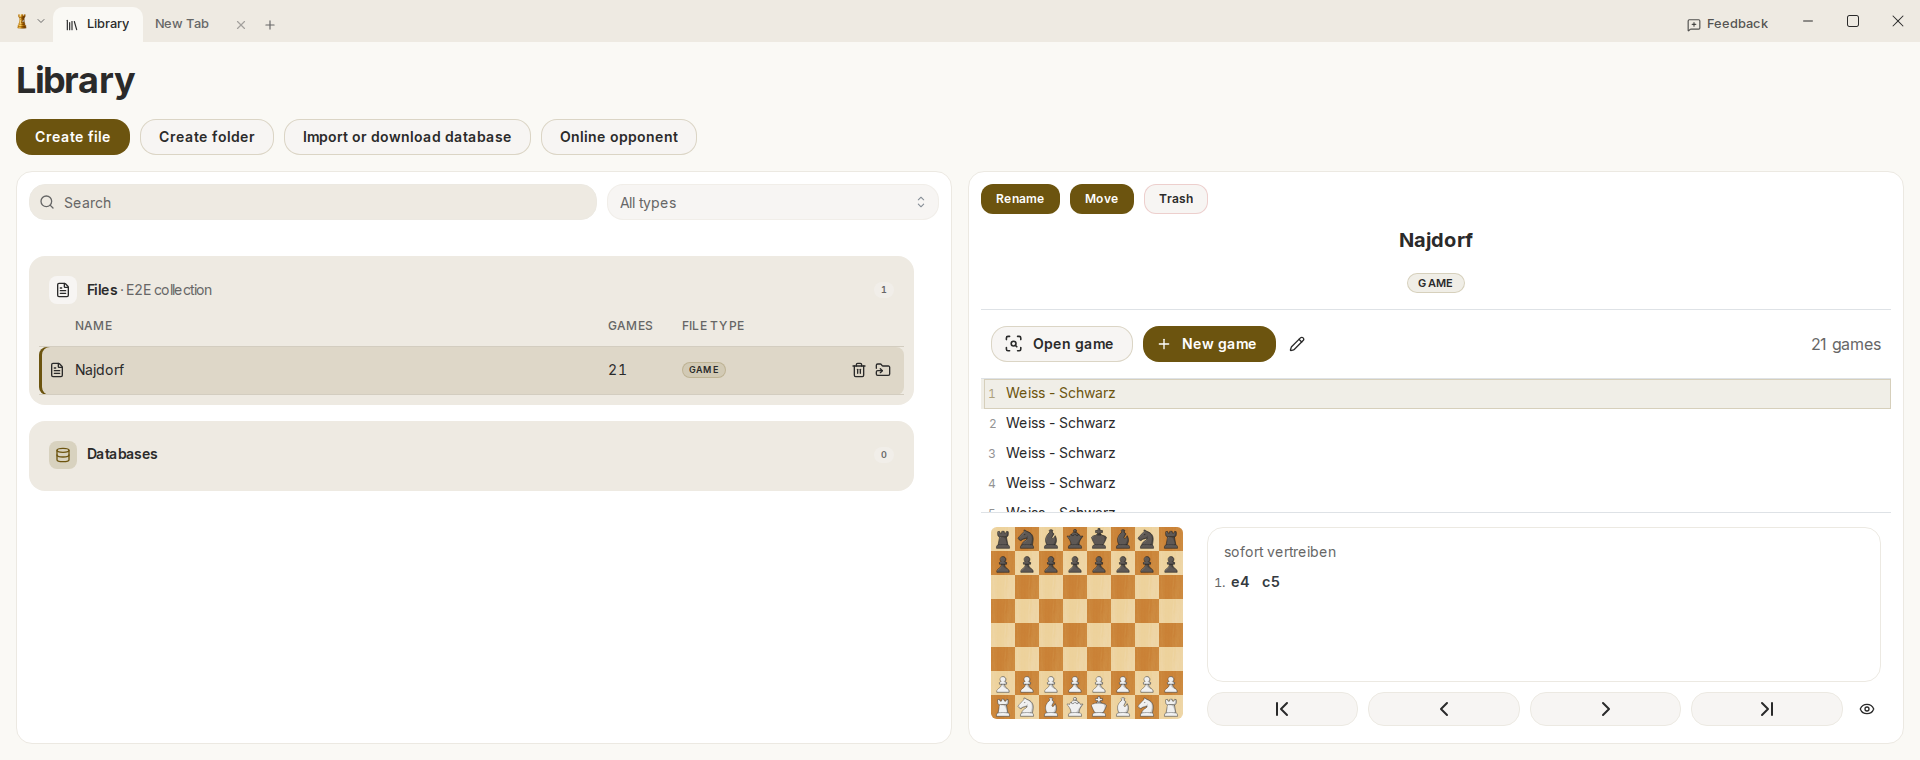 Library
New Tab
Feedback
Library
Create file
Create folder
Import or download database
Online opponent
Search
All types
Files · E2E collection
1
NAME
GAMES
FILE TYPE
Najdorf
21
GAME
Databases
0
Rename
Move
Trash
Najdorf
GAME
Open game
New game
21 games
1 Weiss - Schwarz
2 Weiss - Schwarz
3 Weiss - Schwarz
4 Weiss - Schwarz
5 Weiss - Schwarz
sofort vertreiben
1. e4 c5